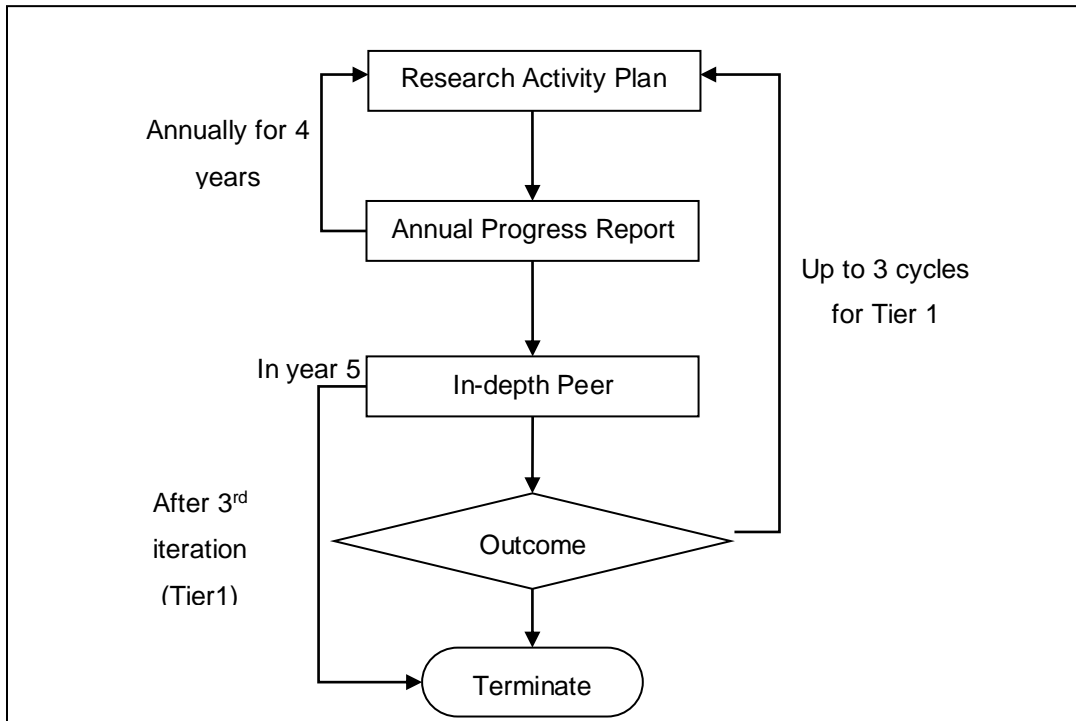 Research Activity Plan
Annually for 4
years
Annual Progress Report
Up to 3 cycles
for Tier 1
In year 5
In-depth Peer
After 3rd
iteration
(Tier1)
Outcome
Terminate